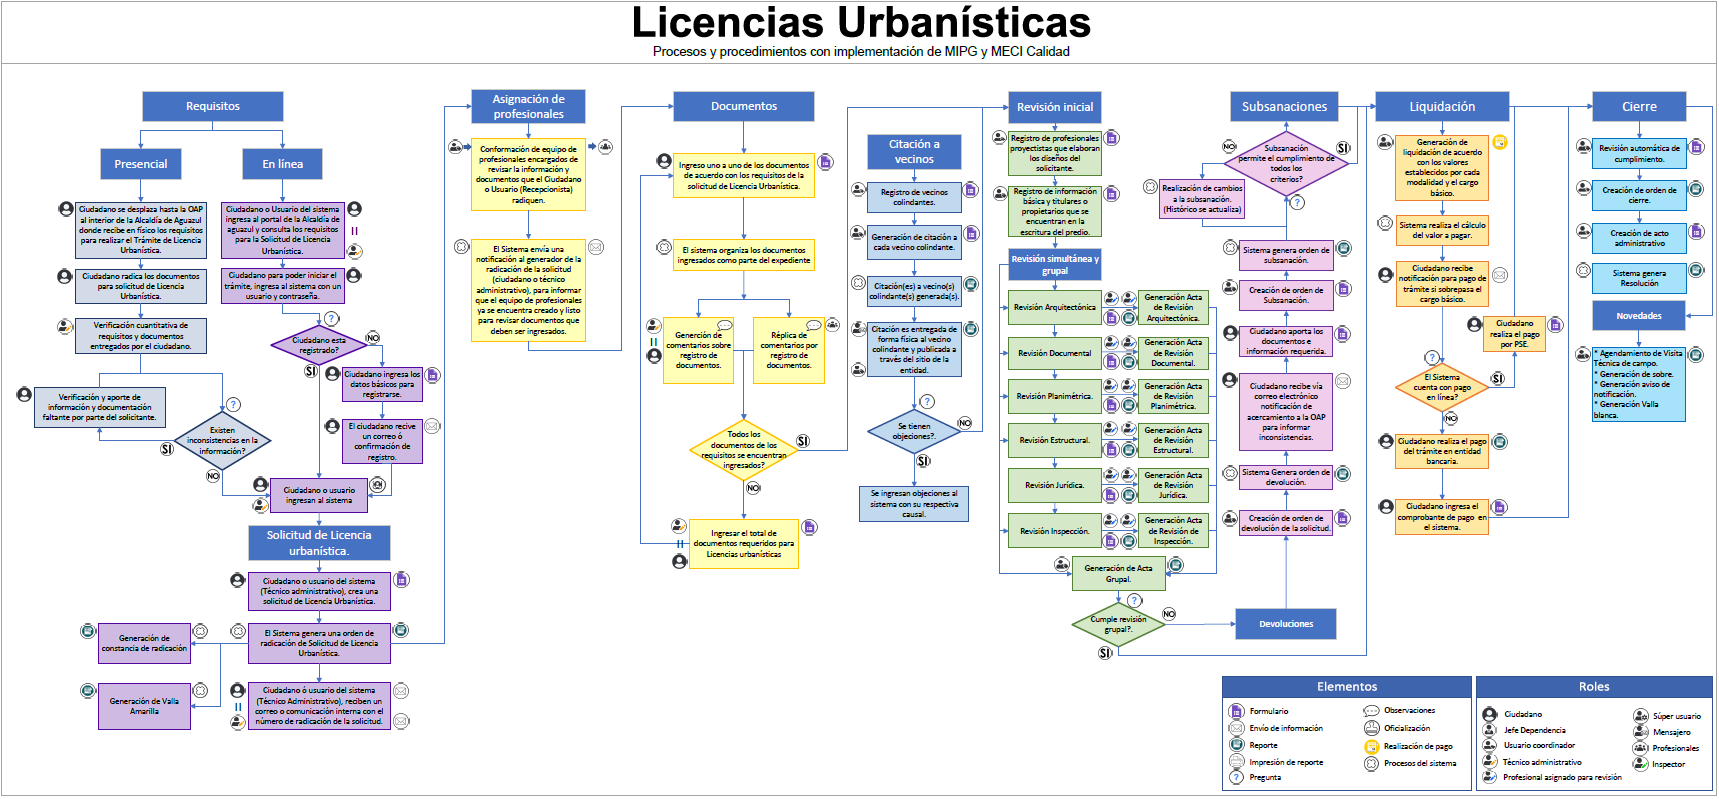 Licencias Urbanísticas
Procesos y procedimientos con implementación de MIPG y MECI Calidad
Requisitos
Presencial
En línea
Ciudadano se desplaza hasta la OAP
al interior de la Alcaldía de Aguazul
donde recibe en físico los requisitos
para realizar el Trámite de Licencia
Urbanística.
Ciudadano radica los documentos
para solicitud de Licencia
Urbanística.
Verificación cuantitativa de
requisitos y documentos
entregados por el ciudadano.
Verificación y aporte de
información y documentación
faltante por parte del solicitante.
?
Existen
inconsistencias en la
información?
SI
NO
Ciudadano o Usuario del sistema
ingresa al portal de la Alcaldía de
aguazul y consulta los requisitos
para la Solicitud de Licencia
Urbanística.
Ciudadano para poder iniciar el
trámite, ingresa al sistema con un
usuario y contraseña.
?
Ciudadano esta
registrado?
NO
SI
Ciudadano ingresa los
datos básicos para
registrarse.
El ciudadano recive
un correo ó
confirmación de
registro.
Ciudadano o usuario
ingresan al sistema
Solicitud de Licencia
urbanística.
Ciudadano o usuario del sistema
(Técnico administrativo), crea una
solicitud de Licencia Urbanística.
El Sistema genera una orden de
radicación de Solicitud de Licencia
Urbanística.
Generación de
constancia de radicación
Generación de Valla
Amarilla
Ciudadano ó usuario del sistema
(Técnico Administrativo), reciben un
correo o comunicación interna con el
número de radicación de la solicitud.
Asignación de
profesionales
Conformación de equipo de
profesionales encargados de
revisar la información y
documentos que el Ciudadano
o Usuario (Recepcionista)
radiquen.
El Sistema envía una
notificación al generador de la
radicación de la solicitud
(ciudadano o técnico
administrativo), para informar
que el equipo de profesionales
ya se encuentra creado y listo
para revisar documentos que
deben ser ingresados.
Documentos
Ingreso uno a uno de los documentos
de acuerdo con los requisitos de la
solicitud de Licencia Urbanística.
El sistema organiza los documentos
ingresados como parte del expediente
Generción de
comentarios sobre
registro de
documentos.
Réplica de
comentarios por
registro de
documentos.
Todos los
documentos de los
requisitos se encuentran
ingresados?
SI
NO
Ingresar el total de
documentos requeridos para
Licencias urbanísticas
Citación a
vecinos
Registro de vecinos
colindantes.
Generación de citación a
cada vecino colindante.
Citación(es) a vecino(s)
colindante(s) generada(s).
Citación es entregada de
forma física al vecino
colindante y publicada a
través del sitio de la
entidad.
?
Se tienen
objeciones?.
NO
SI
Se ingresan objeciones al
sistema con su respectiva
causal.
Revisión inicial
Registro de profesionales
proyectistas que elaboran
los diseños del
solicitante.
Registro de información
básica y titulares o
propietarios que se
encuentran en la
escritura del predio.
Revisión simultánea y
grupal
Revisión Arquitectónica
Generación Acta
de Revisión
Arquitectónica.
Revisión Documental
Generación Acta
de Revisión
Documental.
Revisión Planimétrica.
Generación Acta
de Revisión
Planimétrica.
Revisión Estructural.
Generación Acta
de Revisión
Estructural.
Revisión Jurídica.
Generación Acta
de Revisión
Jurídica.
Revisión Inspección.
Generación Acta
de Revisión de
Inspección.
Generación de Acta
Grupal.
?
Cumple revisión
grupal?.
NO
SI
Devoluciones
Subsanaciones
Subsanación
permite el cumplimiento de
todos los
criterios?
NO
SI
?
Realización de cambios
a la subsanación.
(Histórico se actualiza)
Sistema genera orden de
subsanación.
Creación de orden de
Subsanación.
Ciudadano aporta los
documentos e
información requerida.
Ciudadano recibe vía
correo electrónico
notificación de
acercamiento a la OAP
para informar
inconsistencias.
Sistema Genera orden de
devolución.
Creación de orden de
devolución de la solicitud.
Liquidación
Generación de
liquidación de acuerdo
con los valores
establecidos por cada
modalidad y el cargo
básico.
Sistema realiza el cálculo
del valor a pagar.
Ciudadano recibe
notificación para pago de
trámite si sobrepasa el
cargo básico.
Ciudadano
realiza el pago
por PSE.
?
El Sistema
cuenta con pago
en línea?
SI
NO
Ciudadano realiza el pago
del trámite en entidad
bancaria.
Ciudadano ingresa el
comprobante de pago en
el sistema.
Cierre
Revisión automática de
cumplimiento.
Creación de orden de
cierre.
Creación de acto
administrativo
Sistema genera
Resolución
Novedades
* Agendamiento de Visita
Técnica de campo.
* Generación de sobre.
* Generación aviso de
notificación.
* Generación Valla
blanca.
Elementos
Formulario
Envío de información
Reporte
Impresión de reporte
? Pregunta
Observaciones
Oficialización
Realización de pago
Procesos del sistema
Roles
Ciudadano
Jefe Dependencia
Usuario coordinador
Técnico administrativo
Profesional asignado para revisión
Súper usuario
Mensajero
Profesionales
Inspector